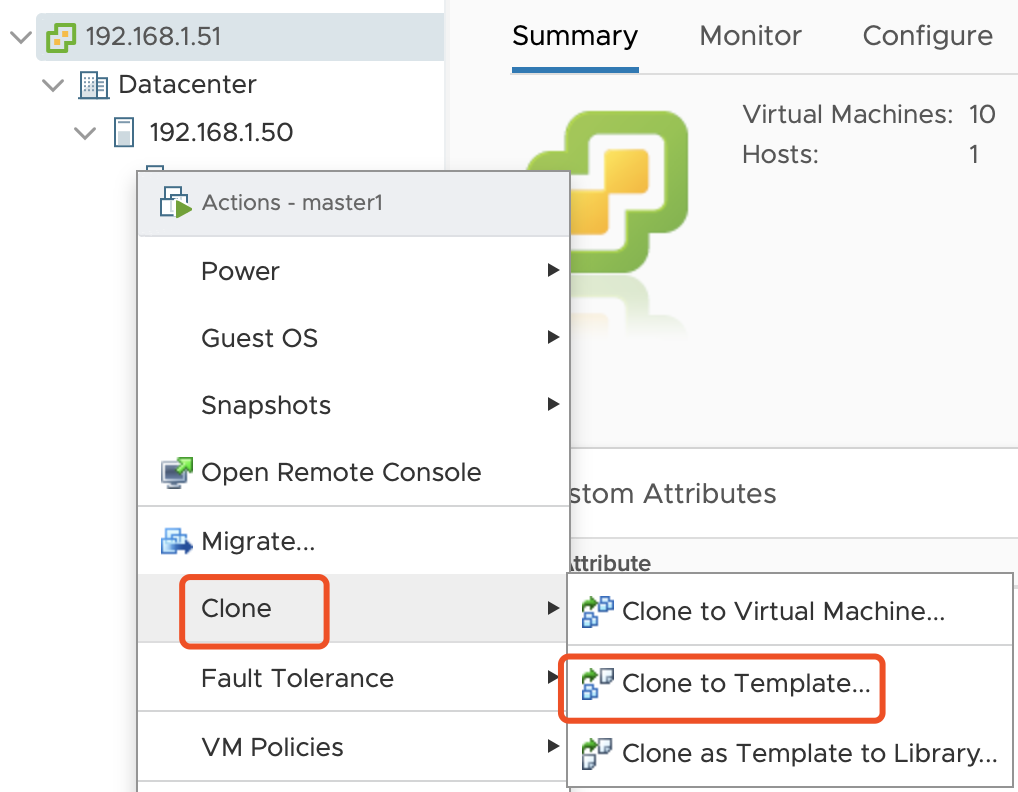 192.168.1.51
Summary Monitor Configure
Datacenter
Virtual Machines: 10
192.168.1.50
Hosts: 1
Actions - master1
Power
Guest OS
Snapshots
Open Remote Console
stom Attributes
Migrate...
ttribute
Clone
Clone to Virtual Machine...
Fault Tolerance
Clone to Template...
VM Policies
Clone as Template to Library...